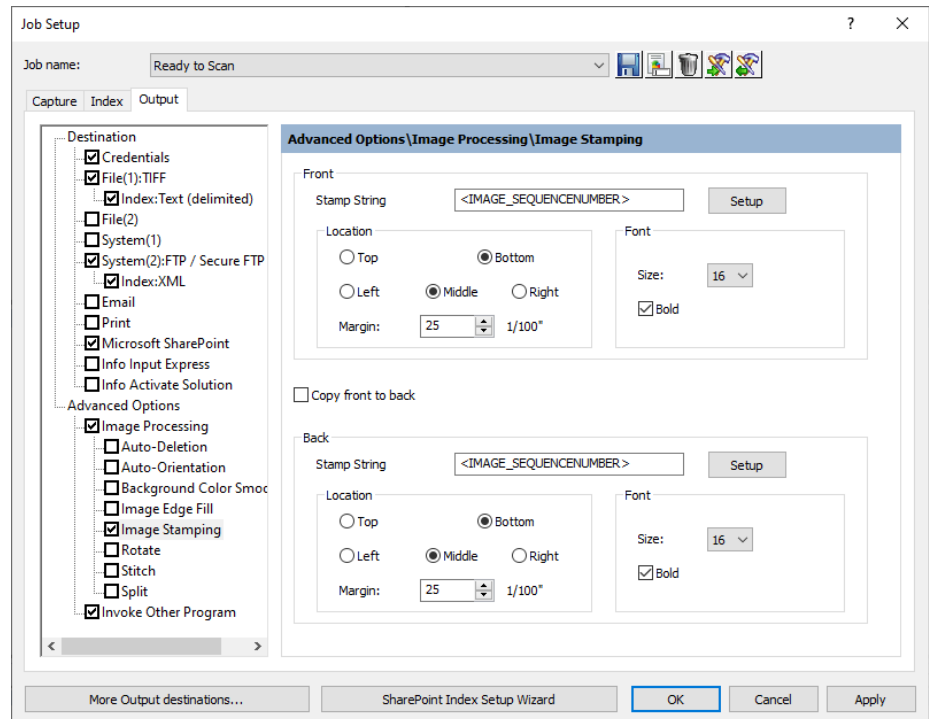 Job Setup
?
Job name:
Ready to Scan
Capture
Index
Output
Destination
Credentials
File(1):TIFF
Index:Text (delimited)
File(2)
System(1)
System(2):FTP / Secure FTP
Index:XML
Email
Print
Microsoft SharePoint
Info Input Express
Info Activate Solution
Advanced Options
Image Processing
Auto-Deletion
Auto-Orientation
Background Color Smoo
Image Edge Fill
Image Stamping
Rotate
Stitch
Split
Invoke Other Program
Advanced Options\Image Processing\Image Stamping
Front
Stamp String
<IMAGE_SEQUENCENUMBER>
Setup
Location
Top
Bottom
Left
Middle
Right
Margin:
25
1/100"
Font
Size:
16
Bold
Copy front to back
Back
Stamp String
<IMAGE_SEQUENCENUMBER>
Setup
Location
Top
Bottom
Left
Middle
Right
Margin:
25
1/100"
Font
Size:
16
Bold
More Output destinations...
SharePoint Index Setup Wizard
OK
Cancel
Apply